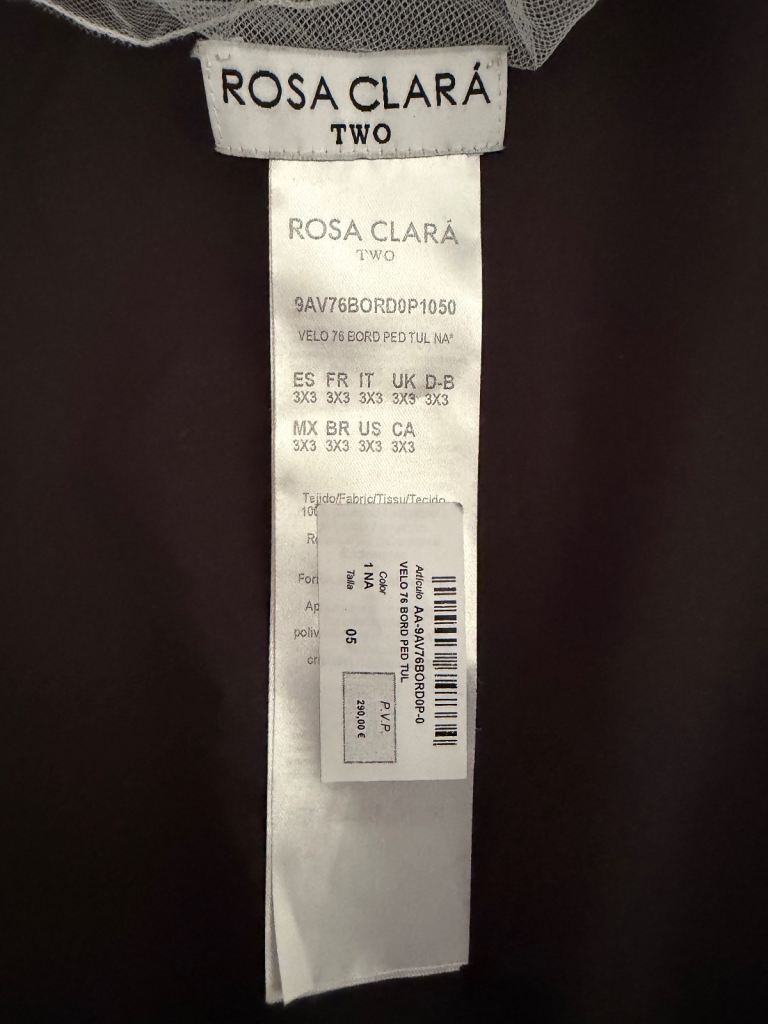 ROSA CLARÁ
TWO
ROSA CLARÁ
TWO
9AV76BORD0P1050
VELO 76 BORD PED TUL NA*
ES FR IT UK D-B
3X3 3X3 3X3 3X3 3X3
MX BR US CA
3X3 3X3 3X3 3X3
Tejido/Fabric/Tissu/Tecido
Artículo AA-9AV76BORD0P-0
VELO 76 BORD PED TUL
Color
1 NA
Talla 05
P.V.P.
290,00 €